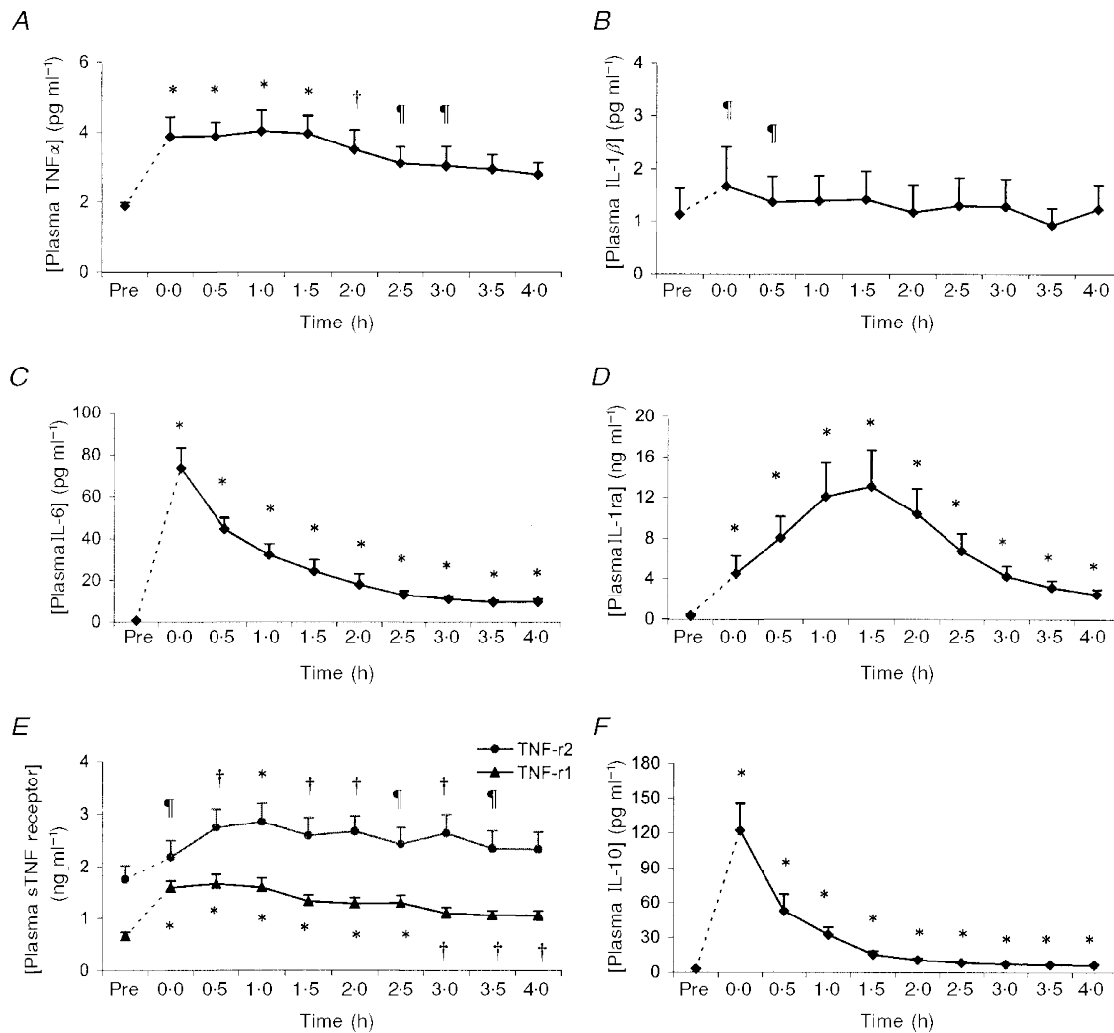 A
[Plasma TNFα] (pg ml⁻¹)
6
4
2
0
* * * * † ¶ ¶
Pre 0·0 0·5 1·0 1·5 2·0 2·5 3·0 3·5 4·0
Time (h)
B
[Plasma IL-1β] (pg ml⁻¹)
4
3
2
1
0
¶ ¶
Pre 0·0 0·5 1·0 1·5 2·0 2·5 3·0 3·5 4·0
Time (h)
C
[Plasma IL-6] (pg ml⁻¹)
100
80
60
40
20
0
* * * * * * * * *
Pre 0·0 0·5 1·0 1·5 2·0 2·5 3·0 3·5 4·0
Time (h)
D
[Plasma IL-1ra] (ng ml⁻¹)
20
16
12
8
4
0
* * * * * * * * *
Pre 0·0 0·5 1·0 1·5 2·0 2·5 3·0 3·5 4·0
Time (h)
E
[Plasma sTNF receptor]
(ng ml⁻¹)
TNF-r2
TNF-r1
4
3
2
1
0
¶ † * † † ¶ † ¶
* * * * * * † † †
Pre 0·0 0·5 1·0 1·5 2·0 2·5 3·0 3·5 4·0
Time (h)
F
[Plasma IL-10] (pg ml⁻¹)
180
150
120
90
60
30
0
* * * * * * * * *
Pre 0·0 0·5 1·0 1·5 2·0 2·5 3·0 3·5 4·0
Time (h)